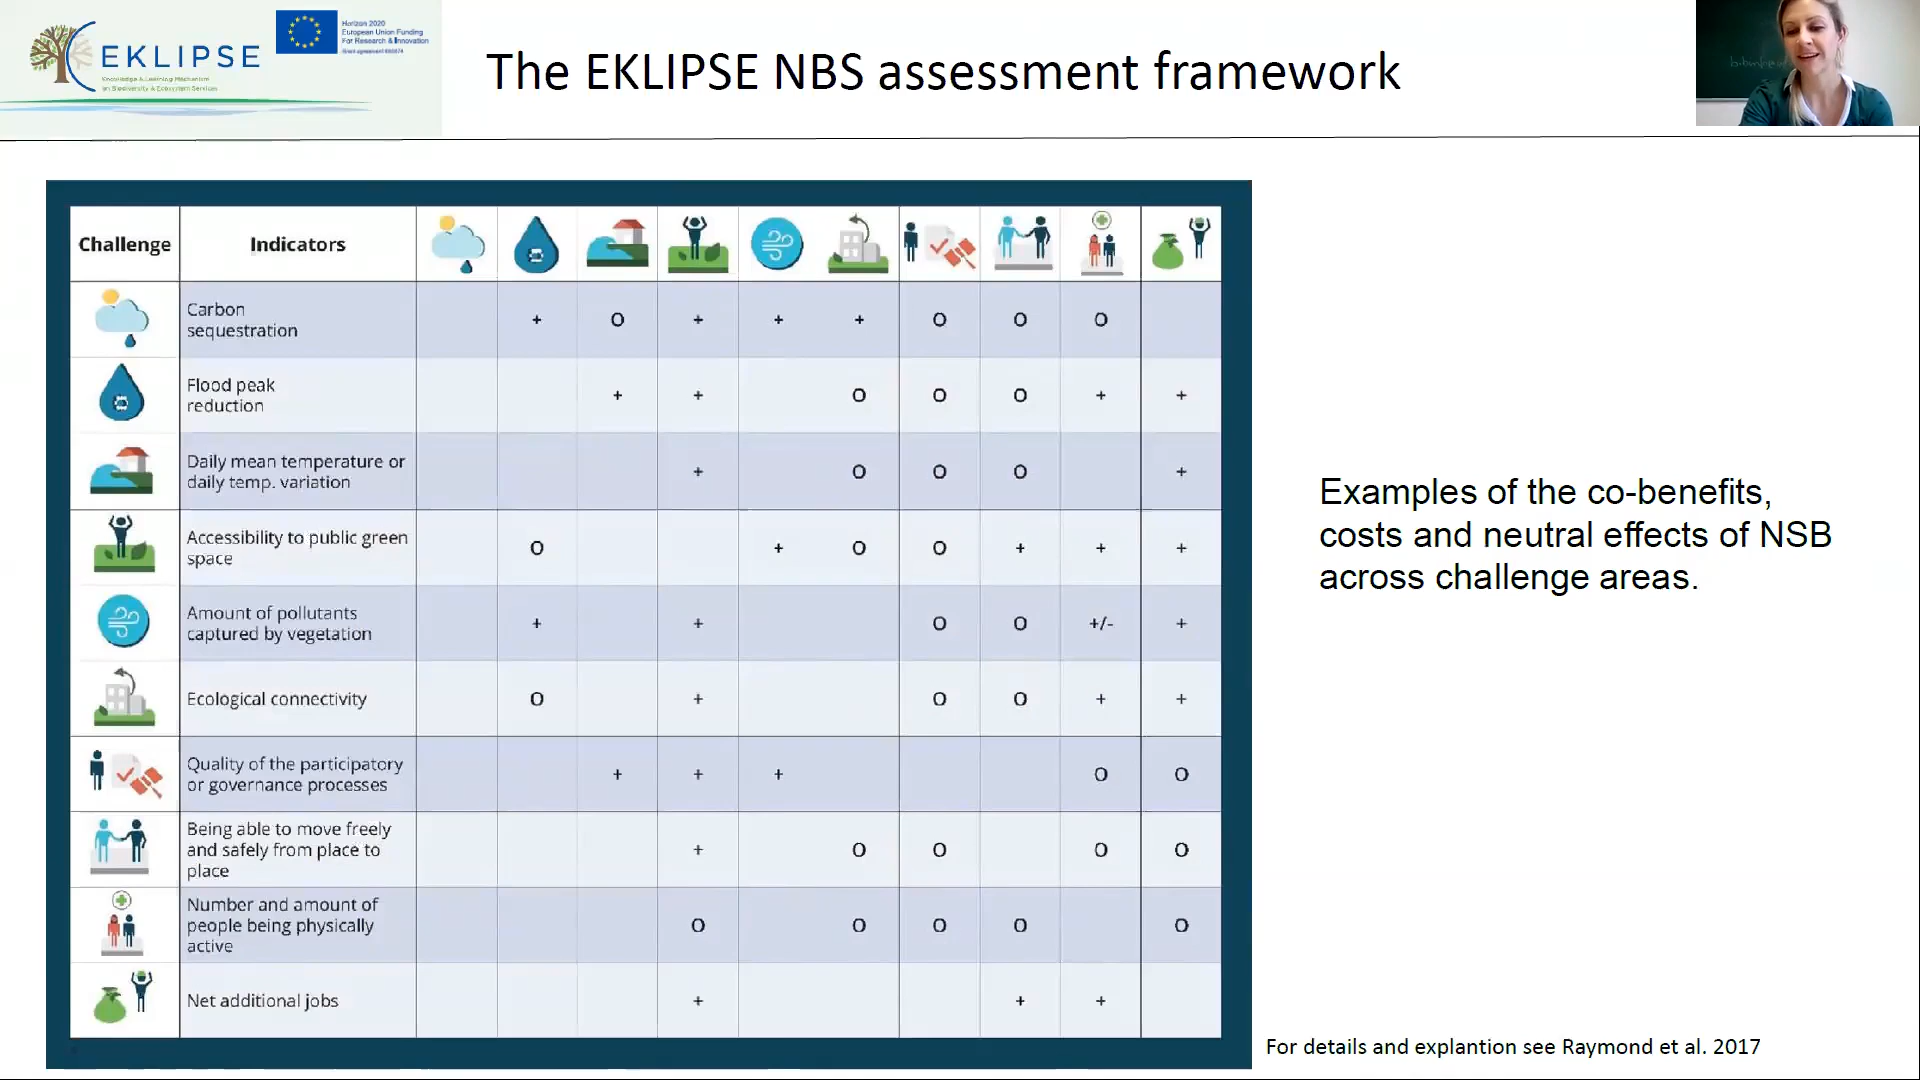 EKLIPSE
Knowledge & Learning Mechanism
on Biodiversity & Ecosystem Services
Horizon 2020
European Union Funding
For Research & Innovation
The EKLIPSE NBS assessment framework
Challenge Indicators
Carbon
sequestration
+ O + + + O O O
Flood peak
reduction
+ + O O O + +
Daily mean temperature or
daily temp. variation
+ O O O +
Accessibility to public green
space
O + O O + + +
Amount of pollutants
captured by vegetation
+ + O O +/- +
Ecological connectivity
O + O O + +
Quality of the participatory
or governance processes
+ + + O O
Being able to move freely
and safely from place to
place
+ O O O O
Number and amount of
people being physically
active
O O O O O
Net additional jobs
+ + +
Examples of the co-benefits,
costs and neutral effects of NSB
across challenge areas.
For details and explantion see Raymond et al. 2017